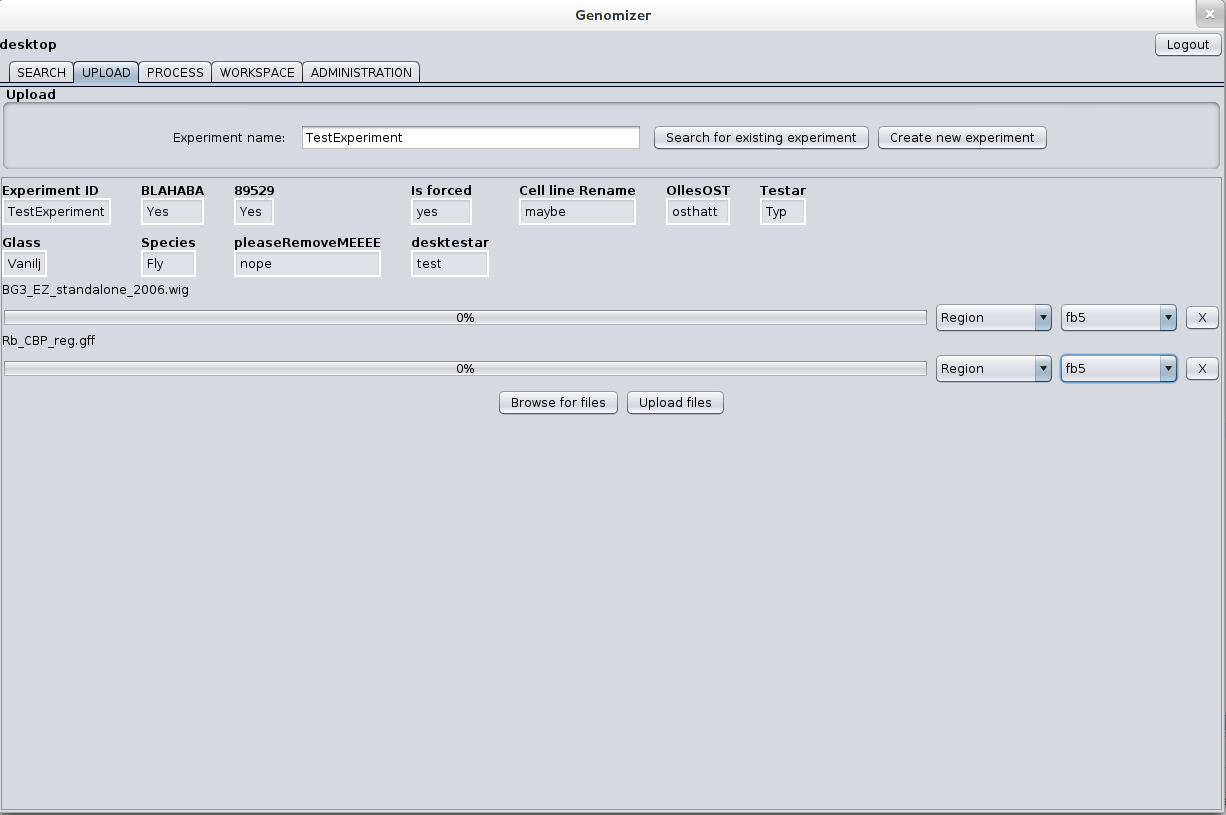 Genomizer
desktop Logout
SEARCH UPLOAD PROCESS WORKSPACE ADMINISTRATION
Upload
Experiment name: TestExperiment Search for existing experiment Create new experiment
Experiment ID BLAHABA 89529 Is forced Cell line Rename OllesOST Testar
TestExperiment Yes Yes yes maybe osthatt Typ
Glass Species pleaseRemoveMEEEE desktestar
Vanilj Fly nope test
BG3_EZ_standalone_2006.wig
0% Region fb5 X
Rb_CBP_reg.gff
0% Region fb5 X
Browse for files Upload files